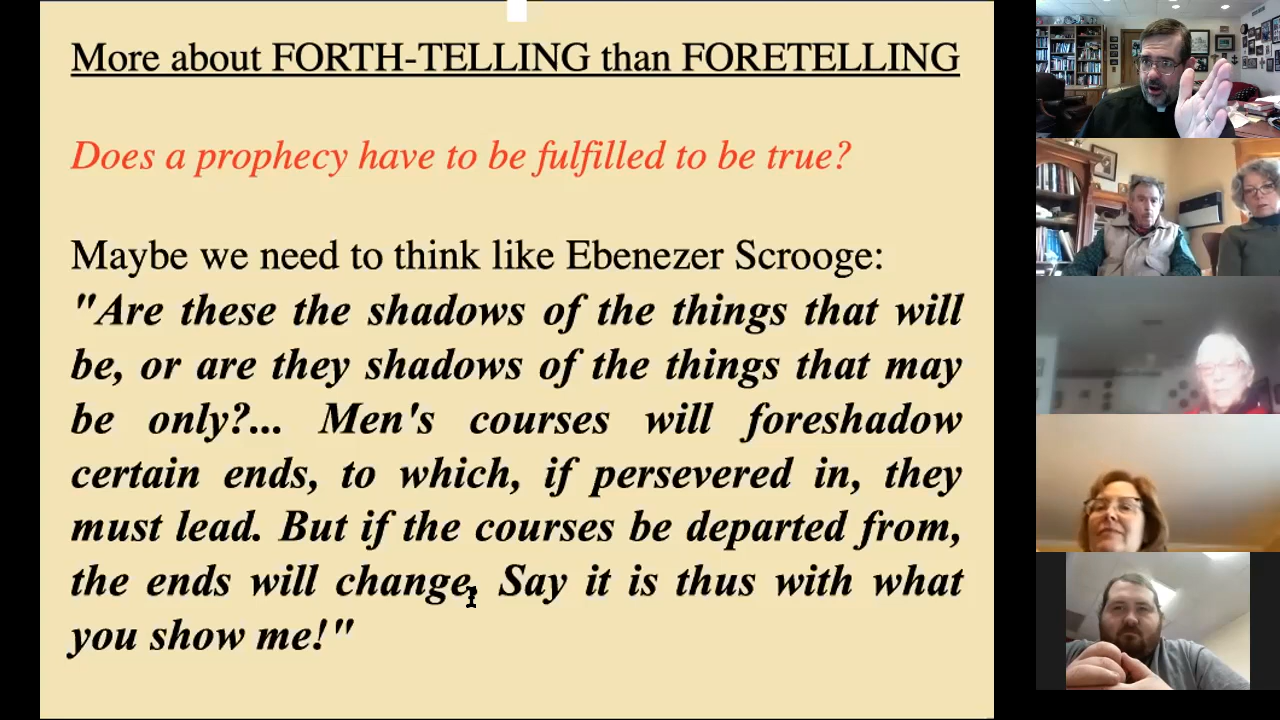 More about FORTH-TELLING than FORETELLING
Does a prophecy have to be fulfilled to be true?
Maybe we need to think like Ebenezer Scrooge:
"Are these the shadows of the things that will
be, or are they shadows of the things that may
be only?... Men's courses will foreshadow
certain ends, to which, if persevered in, they
must lead. But if the courses be departed from,
the ends will change. Say it is thus with what
you show me!"